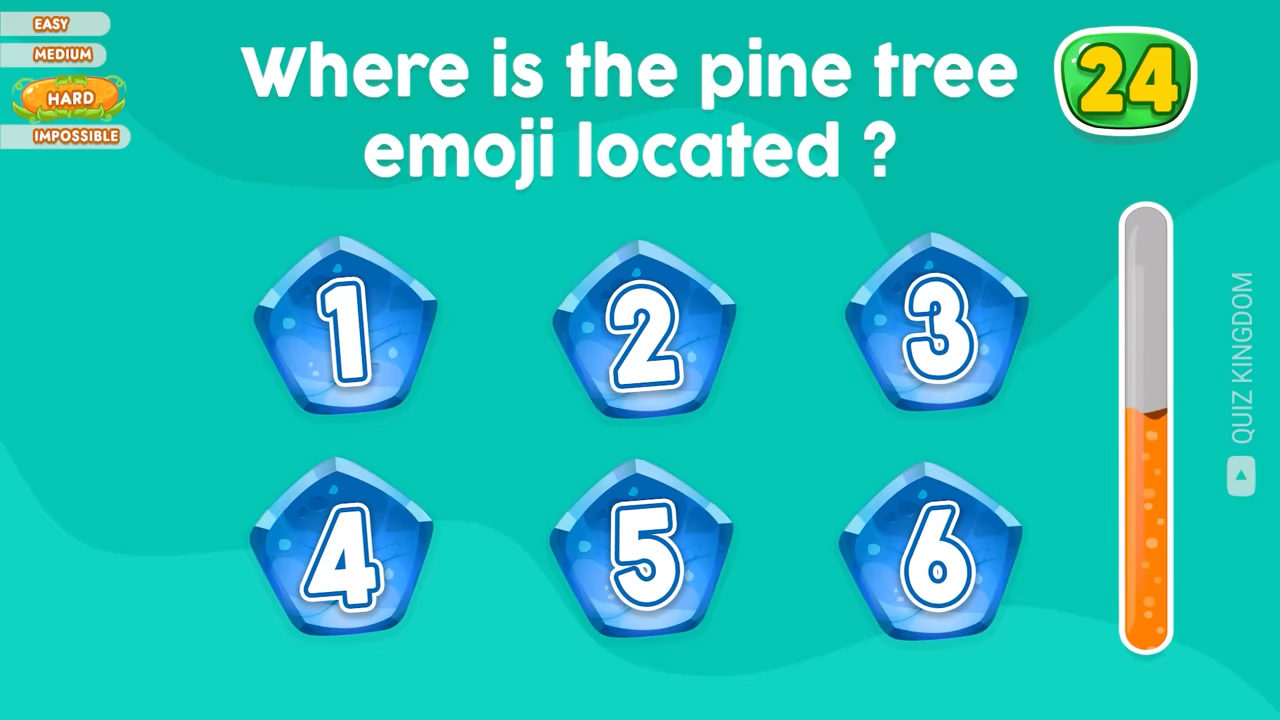 EASY
MEDIUM
HARD
IMPOSSIBLE
Where is the pine tree
emoji located ?
24
1
2
3
4
5
6
QUIZ KINGDOM